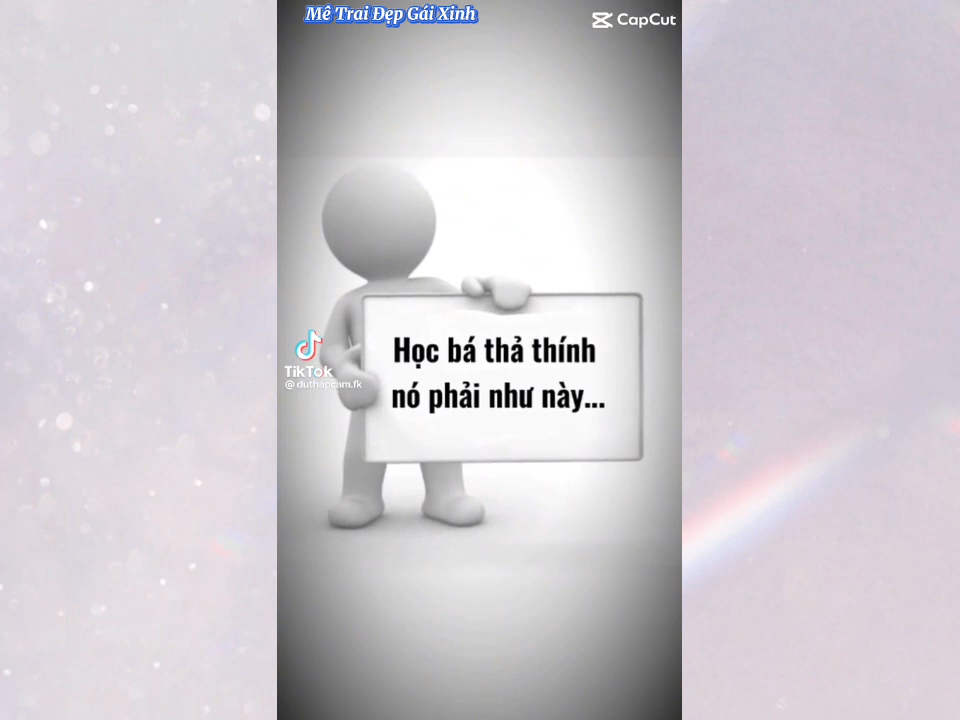 Mê Trai Đẹp Gái Xinh
CapCut
Học bá thả thính
nó phải như này...
TikTok
@duthapcam.fk